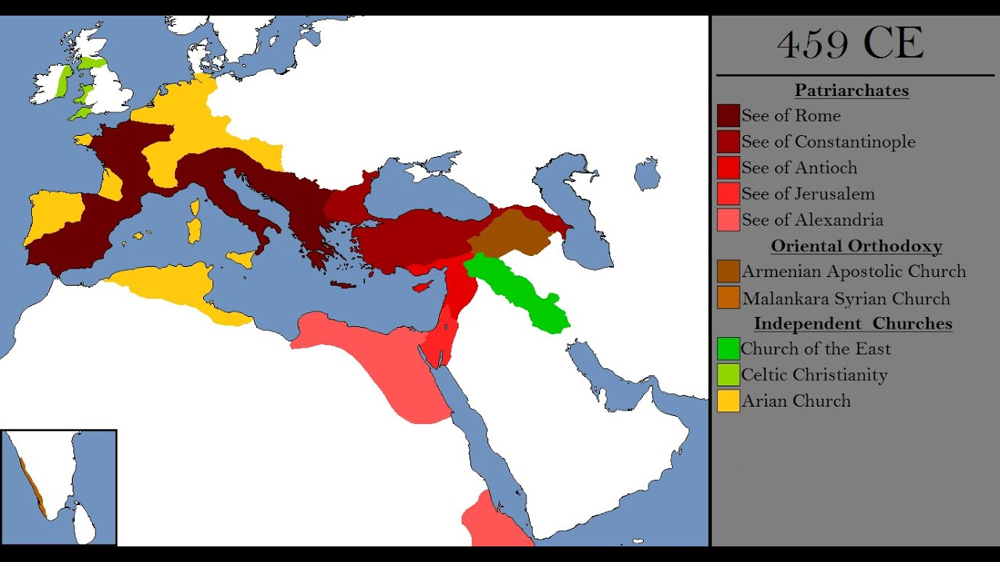 459 CE
Patriarchates
See of Rome
See of Constantinople
See of Antioch
See of Jerusalem
See of Alexandria
Oriental Orthodoxy
Armenian Apostolic Church
Malankara Syrian Church
Independent Churches
Church of the East
Celtic Christianity
Arian Church